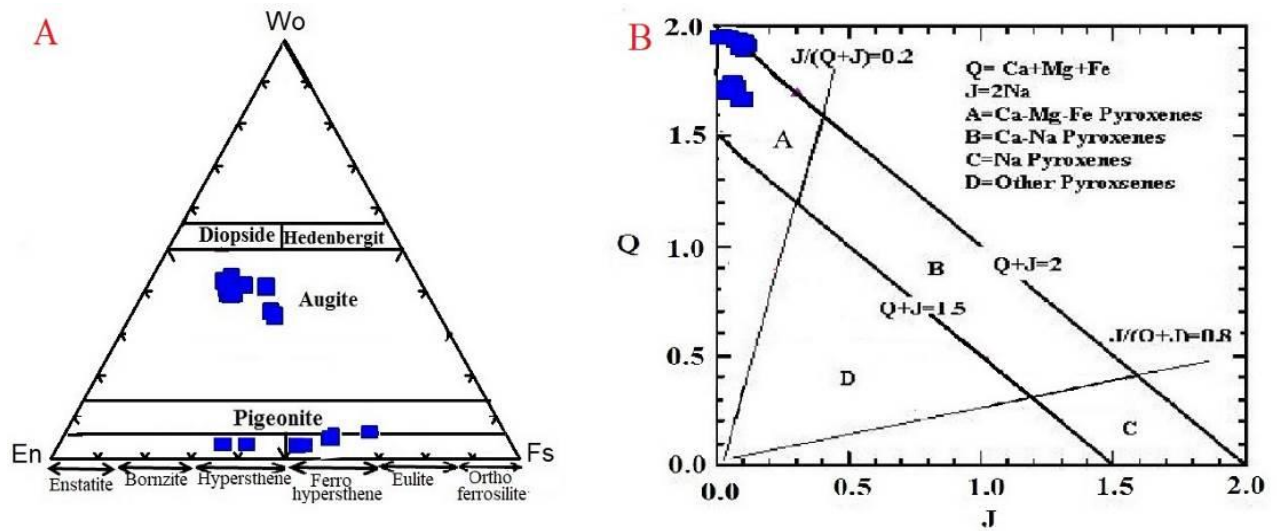 A
Wo
Diopside
Hedenbergit
Augite
Pigeonite
En
Fs
Enstatite
Bornzite
Hypersthene
Ferro
hypersthene
Eulite
Ortho
ferrosilite
B
2.0
1.5
1.0
0.5
0.0
Q
J/(Q+J)=0.2
Q= Ca+Mg+Fe
J=2Na
A=Ca-Mg-Fe Pyroxenes
B=Ca-Na Pyroxenes
C=Na Pyroxenes
D=Other Pyroxsenes
A
B
Q+J=2
Q+J=1.5
J/(Q+J)=0.8
D
C
0.0
0.5
1.0
1.5
2.0
J